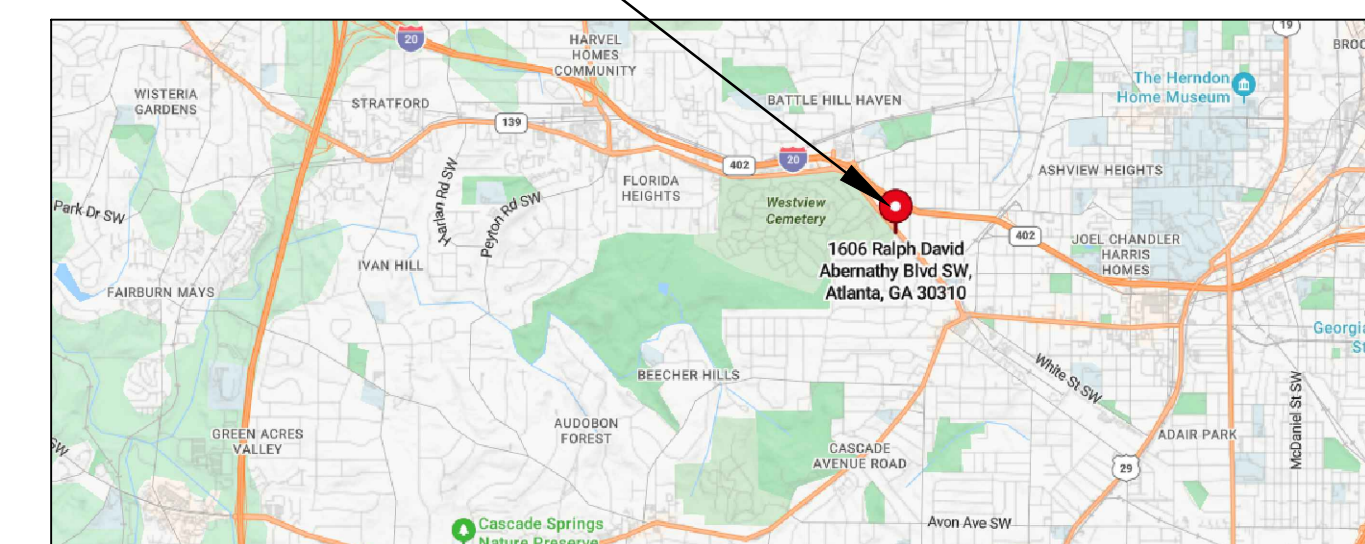 19
20
HARVEL
HOMES
COMMUNITY
BROO
WISTERIA
GARDENS
STRATFORD
BATTLE HILL HAVEN
The Herndon
Home Museum
139
402
20
ASHVIEW HEIGHTS
Harlan Rd SW
Peyton Rd SW
FLORIDA
HEIGHTS
Westview
Cemetery
Park Dr SW
402
JOEL CHANDLER
HARRIS
HOMES
1606 Ralph David
Abernathy Blvd SW,
Atlanta, GA 30310
IVAN HILL
FAIRBURN MAYS
Georgia
St
BEECHER HILLS
White St SW
McDaniel St SW
AUDOBON
FOREST
GREEN ACRES
VALLEY
SW
CASCADE
AVENUE ROAD
ADAIR PARK
29
Cascade Springs
Nature Preserve
Avon Ave SW